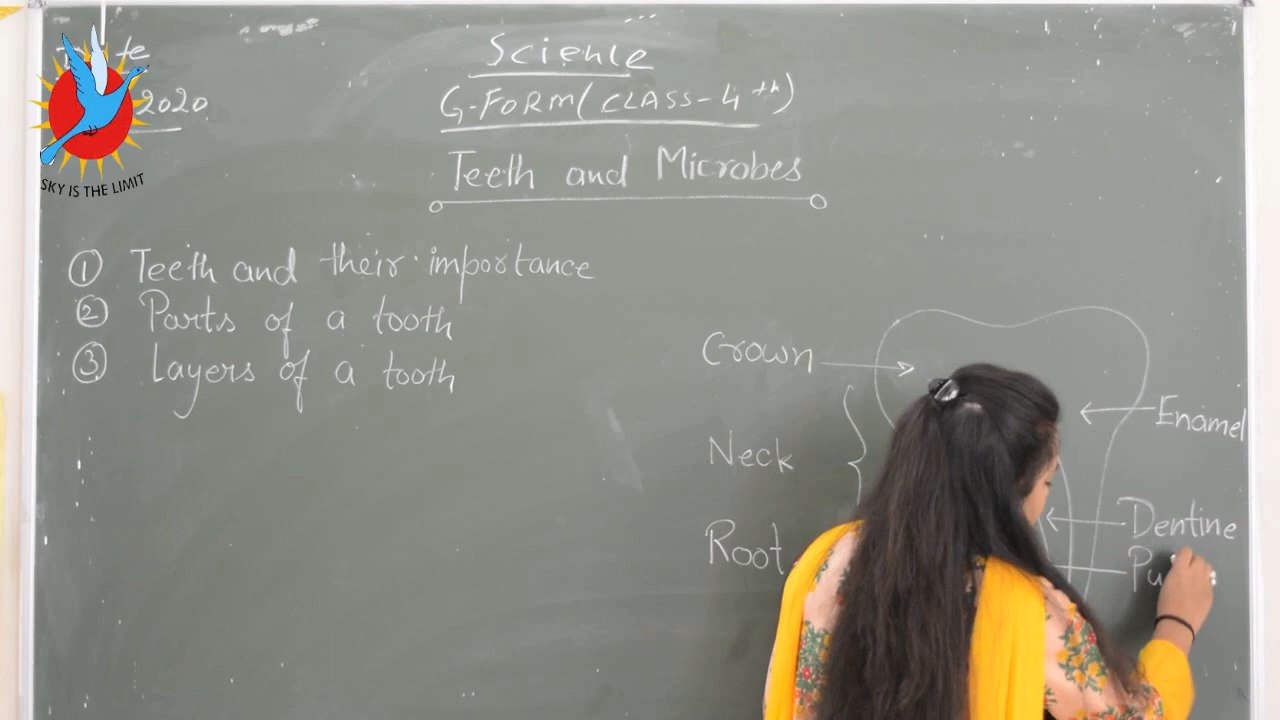 2020
SKY IS THE LIMIT
Science
G-FORM (CLASS-4th)
Teeth and Microbes
① Teeth and their importance
② Parts of a tooth
③ Layers of a tooth
Crown
Neck
Root
Enamel
Dentine